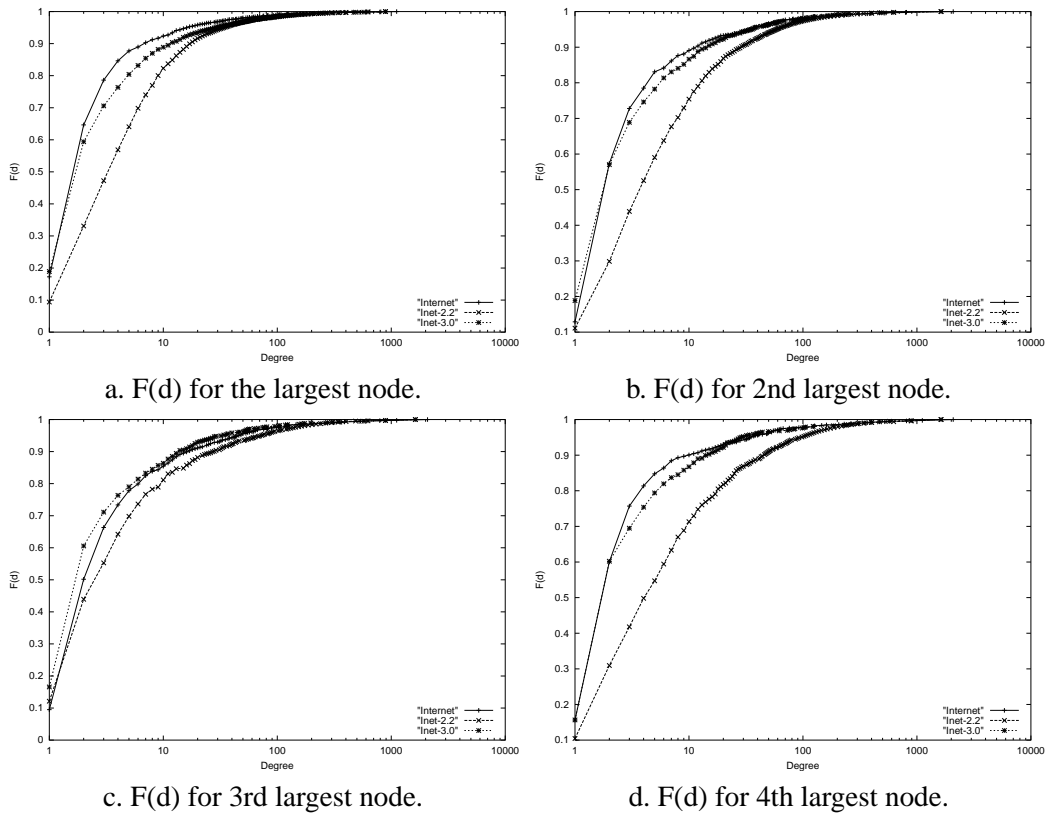 1
0.9
0.8
0.7
0.6
0.5
0.4
0.3
0.2
0.1
0
F(d)
1 10 100 1000 10000
Degree
"Internet"
"Inet-2.2"
"Inet-3.0"
a. F(d) for the largest node.
1
0.9
0.8
0.7
0.6
0.5
0.4
0.3
0.2
0.1
F(d)
1 10 100 1000 10000
Degree
"Internet"
"Inet-2.2"
"Inet-3.0"
b. F(d) for 2nd largest node.
1
0.9
0.8
0.7
0.6
0.5
0.4
0.3
0.2
0.1
0
F(d)
1 10 100 1000 10000
Degree
"Internet"
"Inet-2.2"
"Inet-3.0"
c. F(d) for 3rd largest node.
1
0.9
0.8
0.7
0.6
0.5
0.4
0.3
0.2
0.1
F(d)
1 10 100 1000 10000
Degree
"Internet"
"Inet-2.2"
"Inet-3.0"
d. F(d) for 4th largest node.